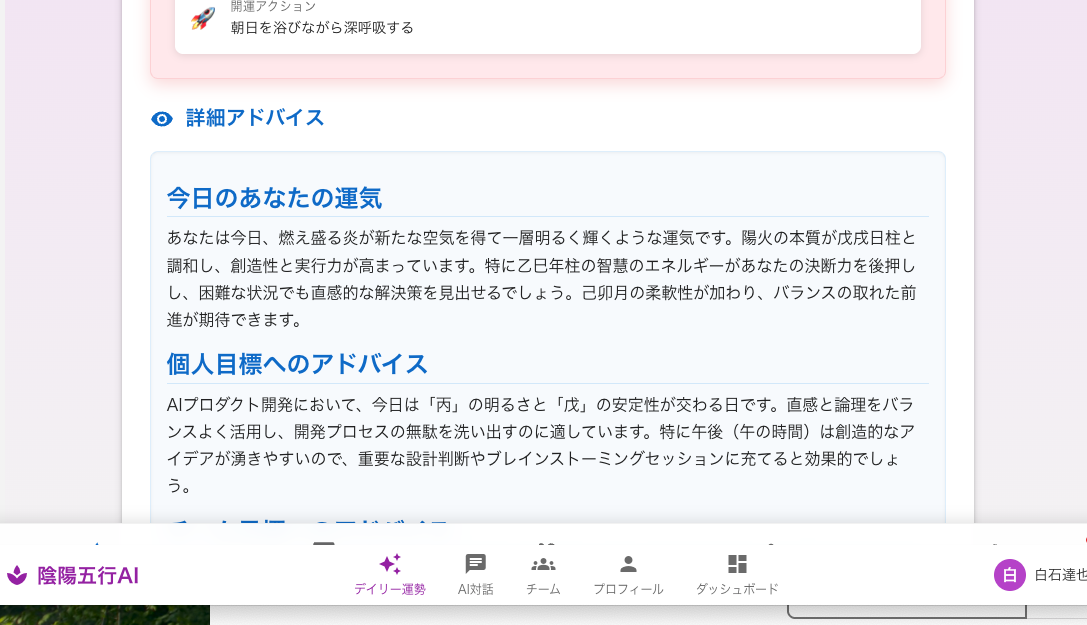 開運アクション
朝日を浴びながら深呼吸する
詳細アドバイス
今日のあなたの運気
あなたは今日、燃え盛る炎が新たな空気を得て一層明るく輝くような運気です。陽火の本質が戊戌日柱と
調和し、創造性と実行力が高まっています。特に乙巳年柱の智慧のエネルギーがあなたの決断力を後押し
し、困難な状況でも直感的な解決策を見出せるでしょう。己卯月の柔軟性が加わり、バランスの取れた前
進が期待できます。
個人目標へのアドバイス
AIプロダクト開発において、今日は「丙」の明るさと「戊」の安定性が交わる日です。直感と論理をバラ
ンスよく活用し、開発プロセスの無駄を洗い出すのに適しています。特に午後（午の時間）は創造的なア
イデアが湧きやすいので、重要な設計判断やブレインストーミングセッションに充てると効果的でしょ
う。
陰陽五行AI
デイリー運勢
AI対話
チーム
プロフィール
ダッシュボード
白
白石達也